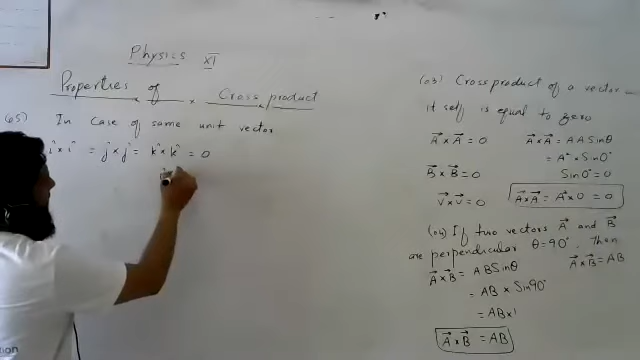 Physics XI
Properties of Cross product
(05) In Case of same unit vector
î × î = ĵ × ĵ = k̂ × k̂ = 0
(03) Cross product of a vector
it self is equal to zero
A⃗ × A⃗ = 0
A⃗ × A⃗ = A A Sinθ
= A² × Sin0°
B⃗ × B⃗ = 0
Sin0° = 0
V⃗ × V⃗ = 0
A⃗ × A⃗ = A² × 0 = 0
(04) If two vectors A⃗ and B⃗
are perpendicular θ = 90° Then
A⃗ × B⃗ = AB
A⃗ × B⃗ = AB Sinθ
= AB × Sin90°
= AB × 1
A⃗ × B⃗ = AB